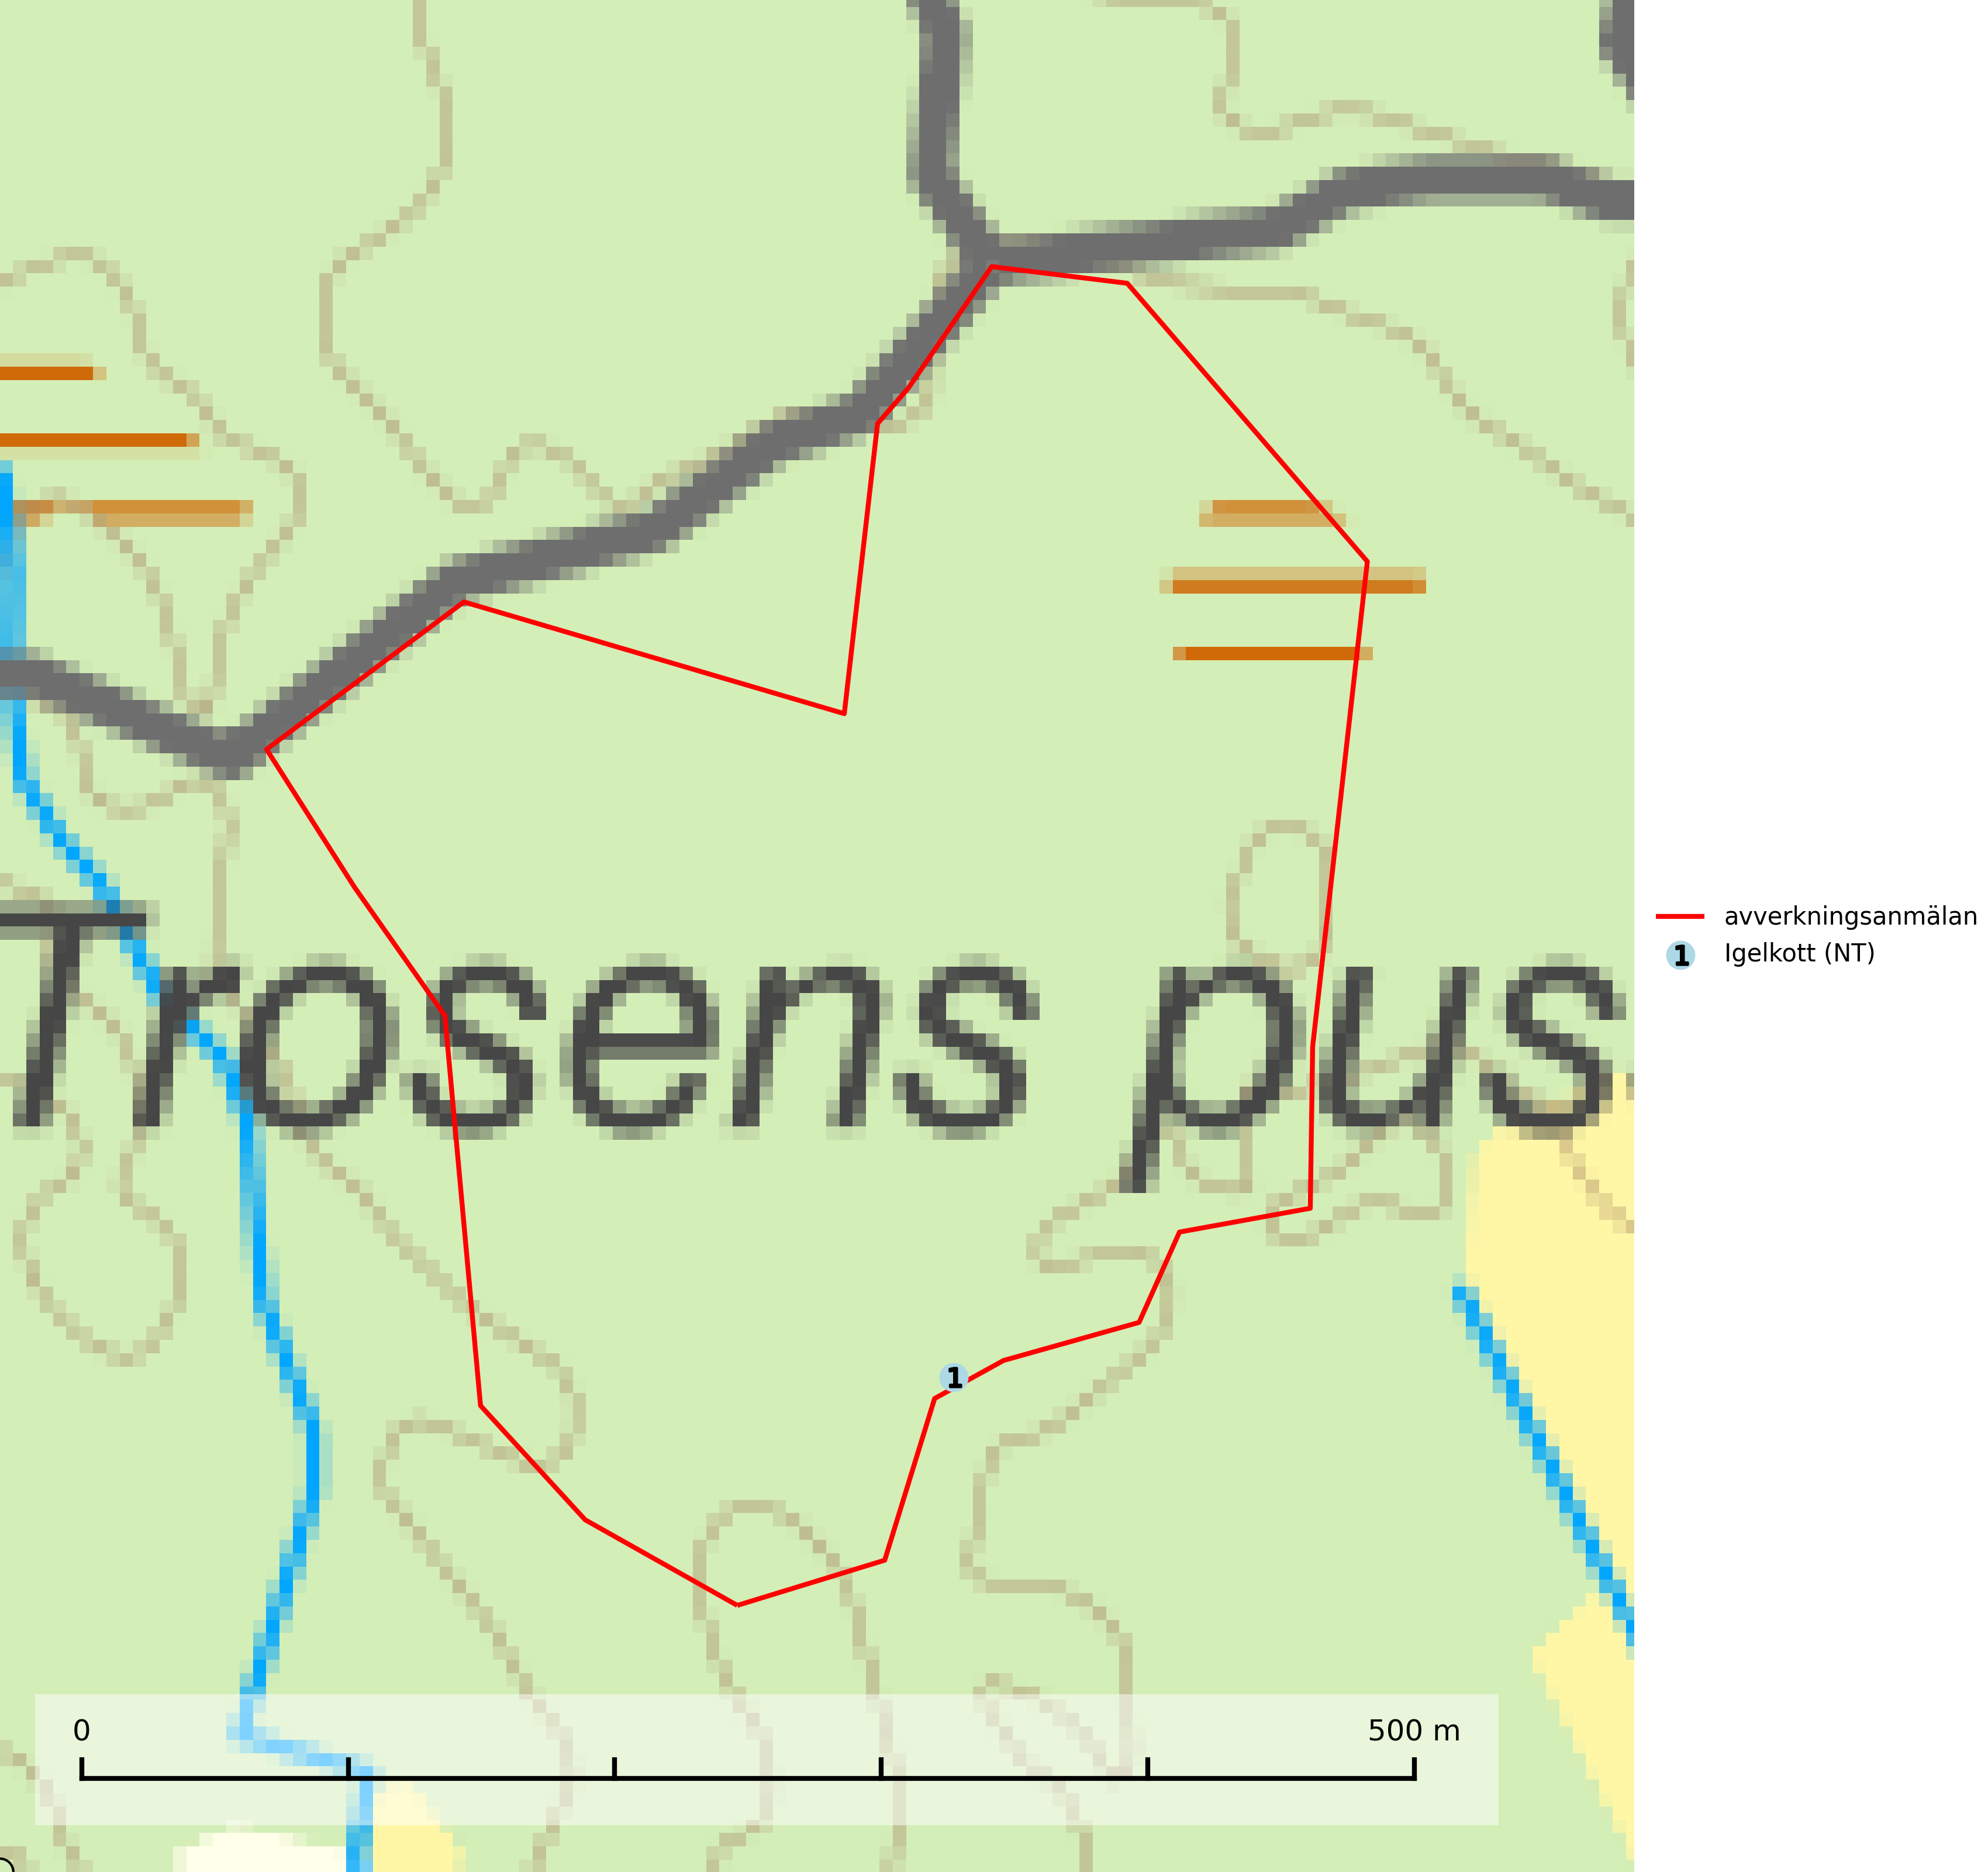 Trosens pus
avverkningsanmälan
1 Igelkott (NT)
1
0 500 m